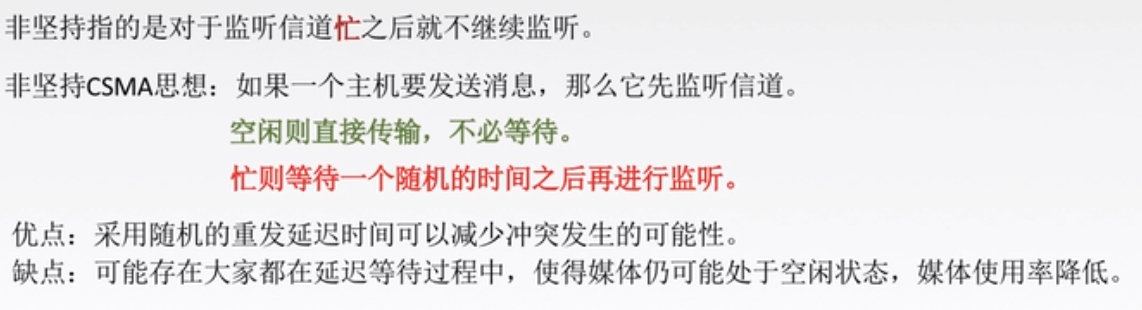 非坚持指的是对于监听信道忙之后就不继续监听。
非坚持CSMA思想：如果一个主机要发送消息，那么它先监听信道。
空闲则直接传输，不必等待。
忙则等待一个随机的时间之后再进行监听。
优点：采用随机的重发延迟时间可以减少冲突发生的可能性。
缺点：可能存在大家都在延迟等待过程中，使得媒体仍可能处于空闲状态，媒体使用率降低。